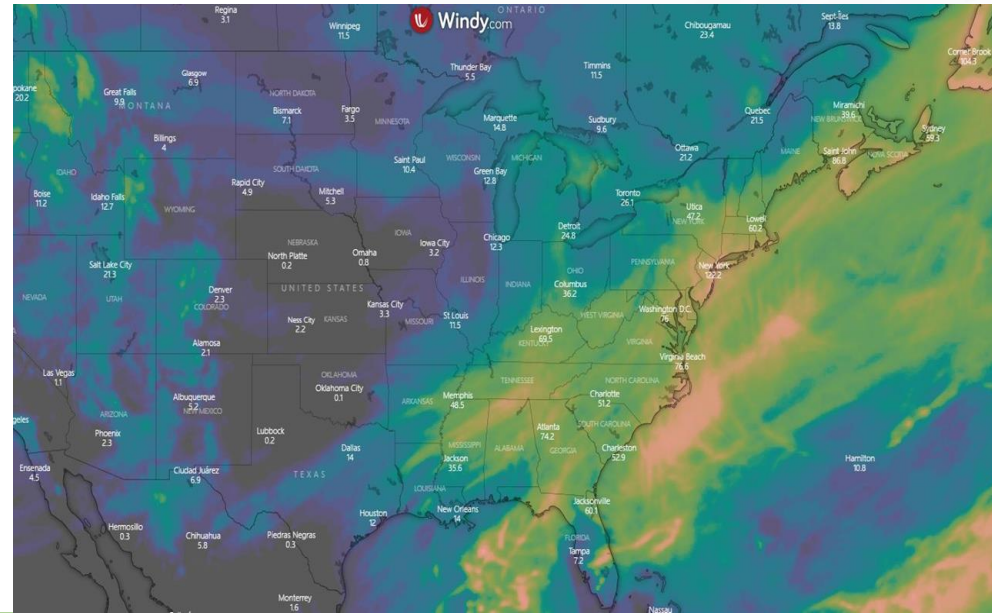 Regina
3.1
Winnipeg
11.5
ONTARIO
Windy.com
Chibougamau
23.4
Sept-Îles
13.8
Corner Brook
104.3
Thunder Bay
5.5
Timmins
11.5
Glasgow
6.9
Great Falls
9.9
MONTANA
pokane
20.2
NORTH DAKOTA
Bismarck
7.1
Fargo
3.5
MINNESOTA
Marquette
14.8
Sudbury
9.6
Quebec
21.5
Miramichi
39.6
NEW BRUNSWICK
Sydney
59.3
Billings
4
Saint John
86.8
NOVA SCOTIA
MAINE
Ottawa
21.2
Saint Paul
10.4
WISCONSIN
MICHIGAN
Green Bay
12.8
IDAHO
SOUTH DAKOTA
Rapid City
4.9
Mitchell
5.3
Boise
11.2
Idaho Falls
12.7
WYOMING
Toronto
26.1
Utica
47.2
NEW YORK
Lowell
60.2
Detroit
24.8
Chicago
12.3
IOWA
Iowa City
3.2
NEBRASKA
North Platte
0.2
Omaha
0.8
Salt Lake City
21.3
New York
122.2
PENNSYLVANIA
OHIO
Columbus
36.2
ILLINOIS
INDIANA
UNITED STATES
Denver
2.3
COLORADO
NEVADA
UTAH
Kansas City
3.3
Ness City
2.2
KANSAS
MISSOURI
St Louis
11.5
Washington D.C.
76
WEST VIRGINIA
Lexington
69.5
KENTUCKY
VIRGINIA
Alamosa
2.1
Virginia Beach
76.6
Las Vegas
1.1
OKLAHOMA
Oklahoma City
0.1
TENNESSEE
NORTH CAROLINA
Charlotte
51.2
Memphis
48.5
ARKANSAS
Albuquerque
3.2
NEW MEXICO
ARIZONA
Phoenix
2.3
geles
Lubbock
0.2
Atlanta
74.2
SOUTH CAROLINA
MISSISSIPPI
ALABAMA
GEORGIA
Charleston
52.9
Dallas
14
Jackson
35.6
Hamilton
10.8
Ensenada
4.5
Ciudad Juárez
6.9
TEXAS
LOUISIANA
Jacksonville
60.1
Houston
12
New Orleans
14
Hermosillo
0.3
Chihuahua
5.8
Piedras Negras
0.3
FLORIDA
Tampa
7.2
Monterrey
1.6
Nassau